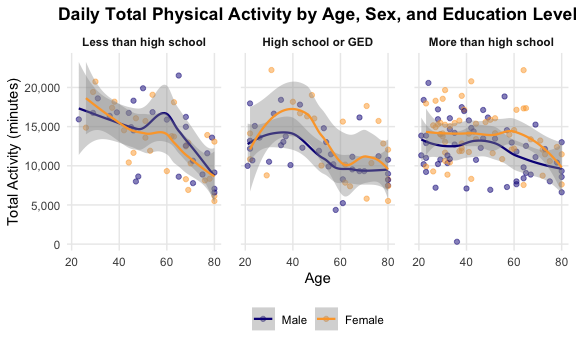 Daily Total Physical Activity by Age, Sex, and Education Level
Less than high school
High school or GED
More than high school
Total Activity (minutes)
20,000
15,000
10,000
5,000
0
20 40 60 80
20 40 60 80
20 40 60 80
Age
Male Female